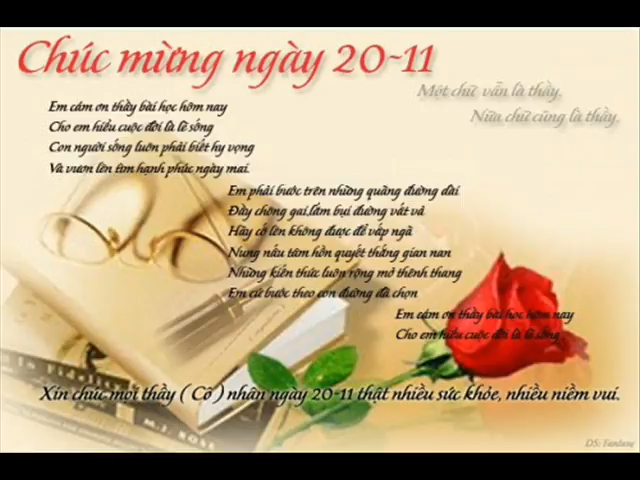 Chúc mừng ngày 20-11
Một chữ vẫn là thầy.
Nửa chữ cũng là thầy.
Em cám ơn thầy bài học hôm nay
Cho em hiểu cuộc đời là lẽ sống
Con người sống luôn phải biết hy vọng
Và vươn lên tìm hạnh phúc ngày mai.
Em phải bước trên những quãng đường dài
Đầy chông gai,lấm bụi đường vất vả
Hãy cố lên không được để vấp ngã
Nung nấu tâm hồn quyết thắng gian nan
Những kiến thức luôn rộng mở thênh thang
Em cứ bước theo con đường đã chọn
Em cám ơn thầy bài học hôm nay
Cho em hiểu cuộc đời là lẽ sống
Xin chúc mọi thầy ( Cô ) nhân ngày 20-11 thật nhiều sức khỏe, nhiều niềm vui.
M. J. ROSE
DS: Fantasy